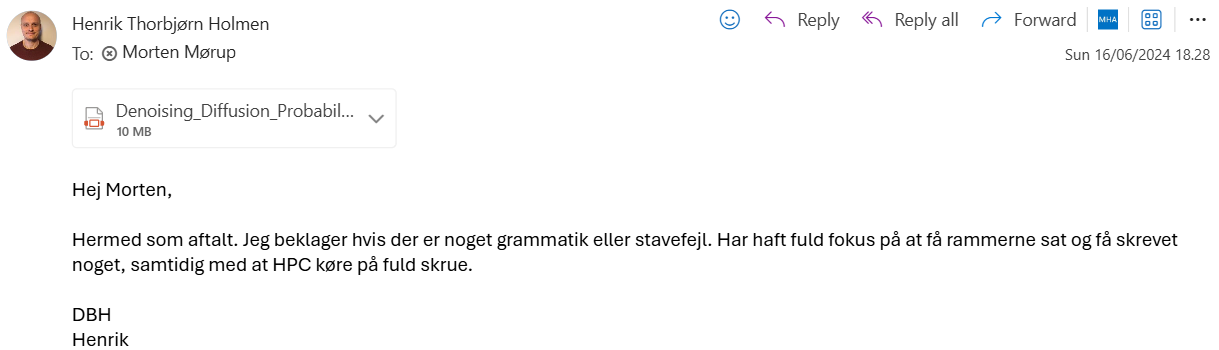 Henrik Thorbjørn Holmen
Reply
Reply all
Forward
MHA
To: Morten Mørup
Sun 16/06/2024 18.28
Denoising_Diffusion_Probabil...
10 MB
Hej Morten,
Hermed som aftalt. Jeg beklager hvis der er noget grammatik eller stavefejl. Har haft fuld fokus på at få rammerne sat og få skrevet
noget, samtidig med at HPC køre på fuld skrue.
DBH
Henrik